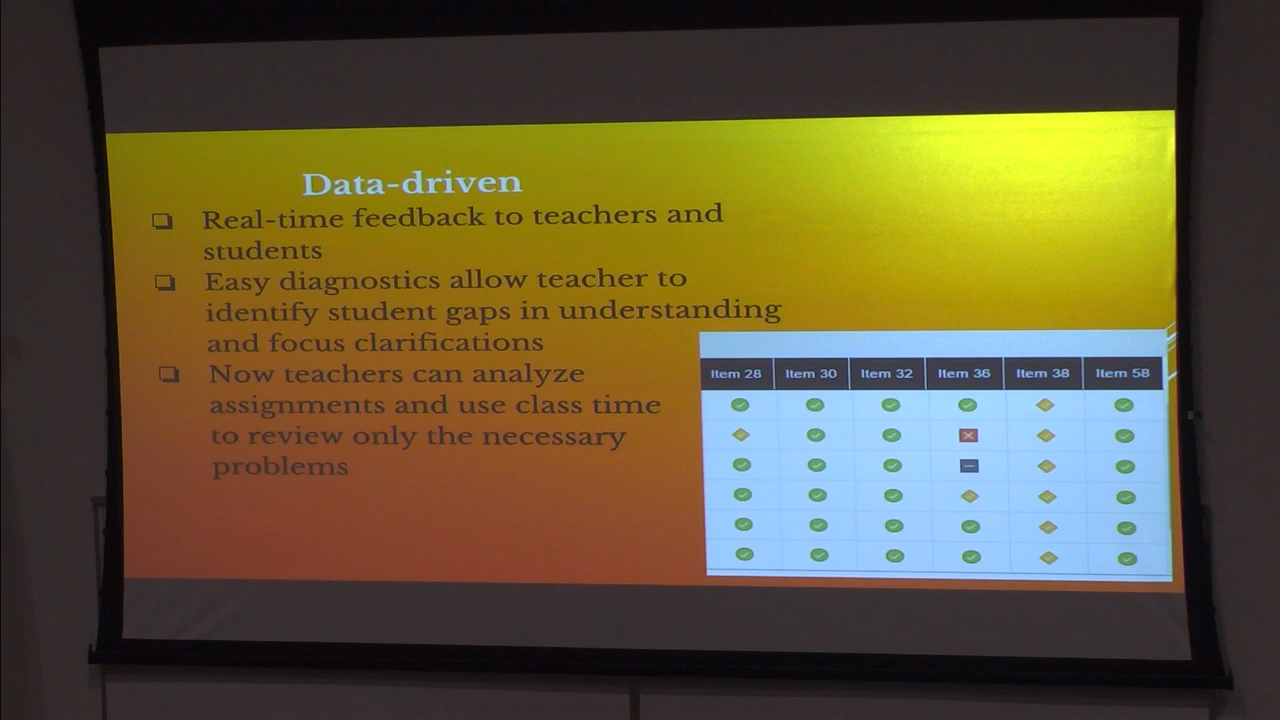 Data-driven
❏ Real-time feedback to teachers and
students
❏ Easy diagnostics allow teacher to
identify student gaps in understanding
and focus clarifications
❏ Now teachers can analyze
assignments and use class time
to review only the necessary
problems
Item 28 Item 30 Item 32 Item 36 Item 38 Item 58